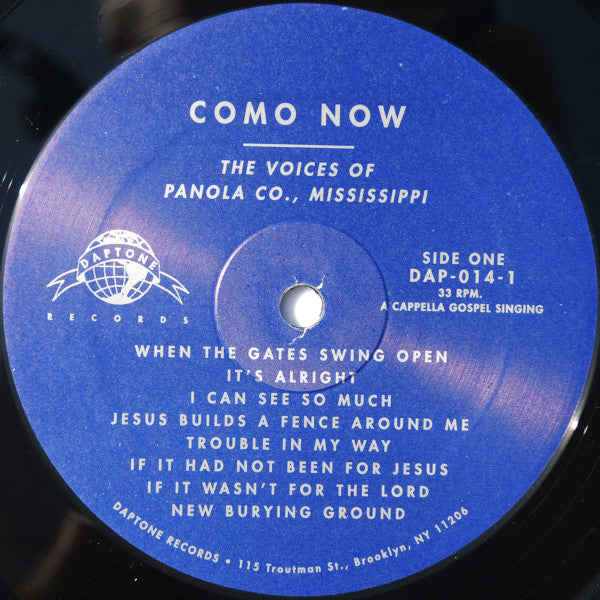 COMO NOW
THE VOICES OF
PANOLA CO., MISSISSIPPI
DAPTONE
RECORDS
SIDE ONE
DAP-014-1
33 RPM.
A CAPPELLA GOSPEL SINGING
WHEN THE GATES SWING OPEN
IT'S ALRIGHT
I CAN SEE SO MUCH
JESUS BUILDS A FENCE AROUND ME
TROUBLE IN MY WAY
IF IT HAD NOT BEEN FOR JESUS
IF IT WASN'T FOR THE LORD
NEW BURYING GROUND
DAPTONE RECORDS • 115 Troutman St., Brooklyn, NY 11206